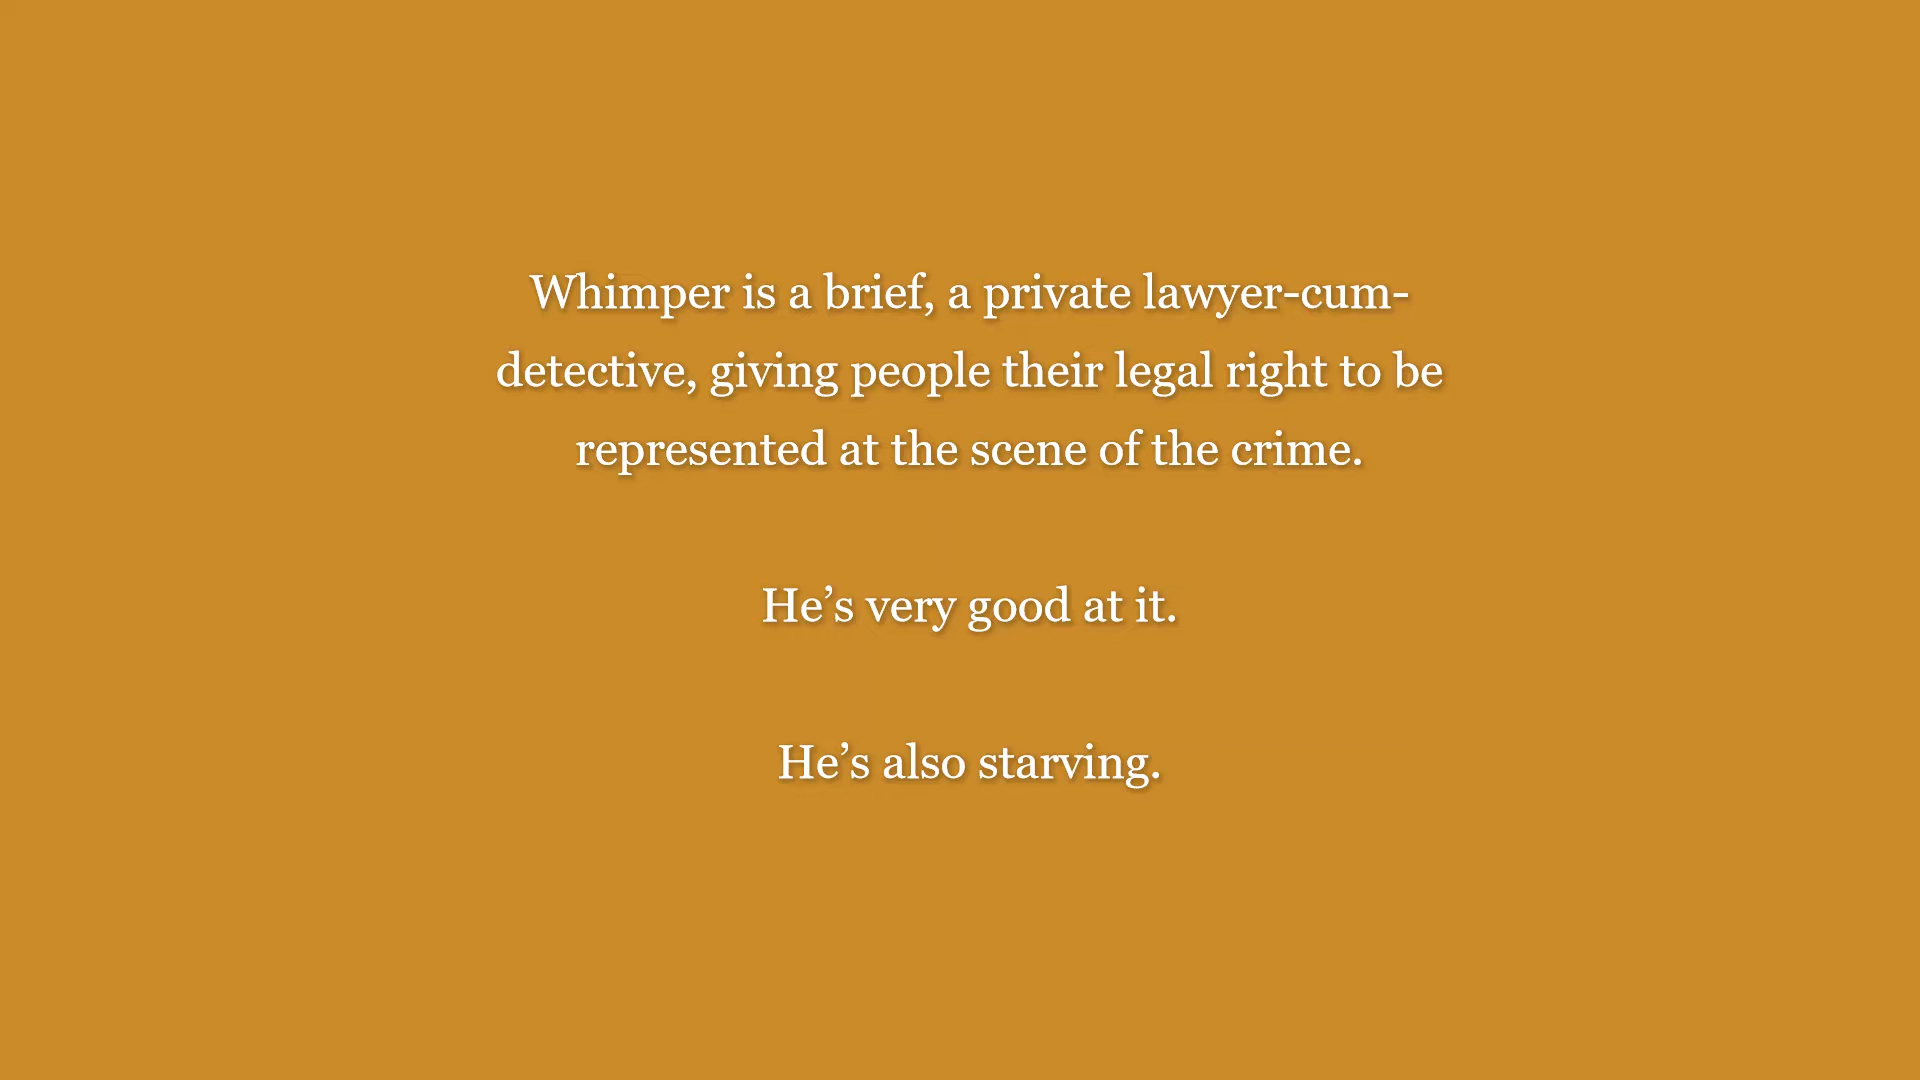 Whimper is a brief, a private lawyer-cum-
detective, giving people their legal right to be
represented at the scene of the crime.
He’s very good at it.
He’s also starving.